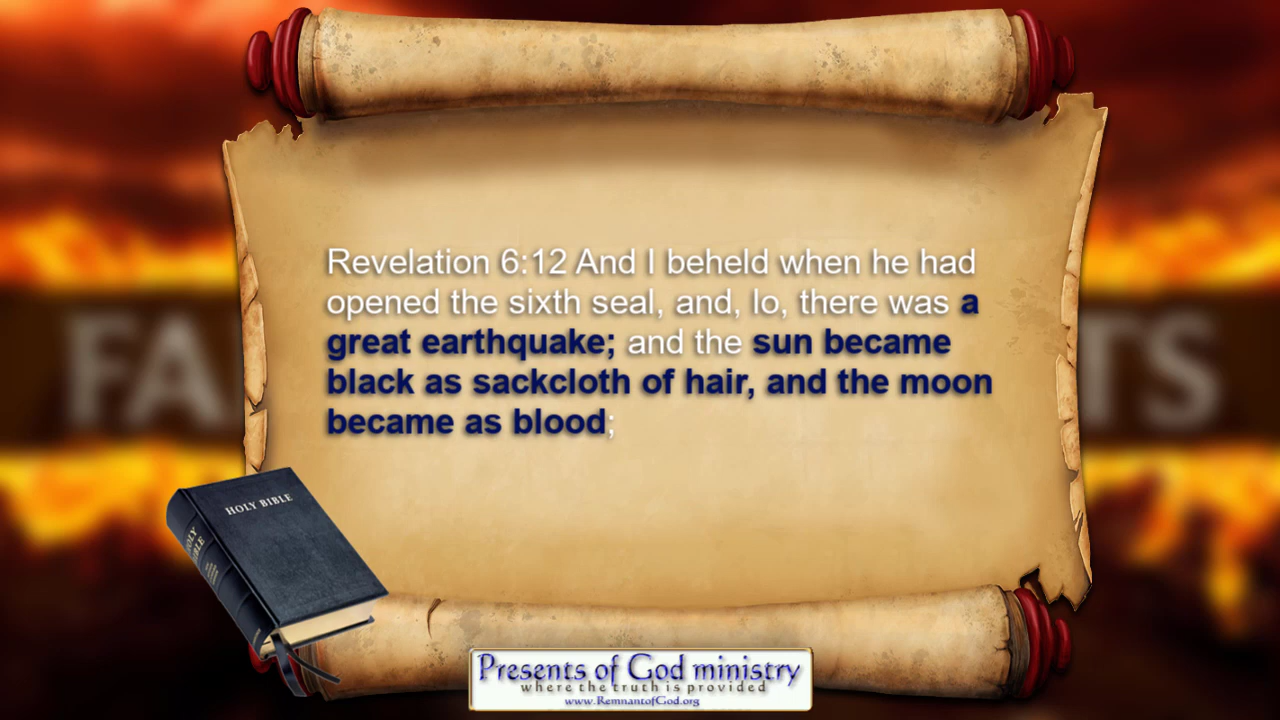 Revelation 6:12 And I beheld when he had
opened the sixth seal, and, lo, there was a
great earthquake; and the sun became
black as sackcloth of hair, and the moon
became as blood;
FA
TS
HOLY BIBLE
HOLY
BIBLE
Presents of God ministry
where the truth is provided
www.RemnantofGod.org